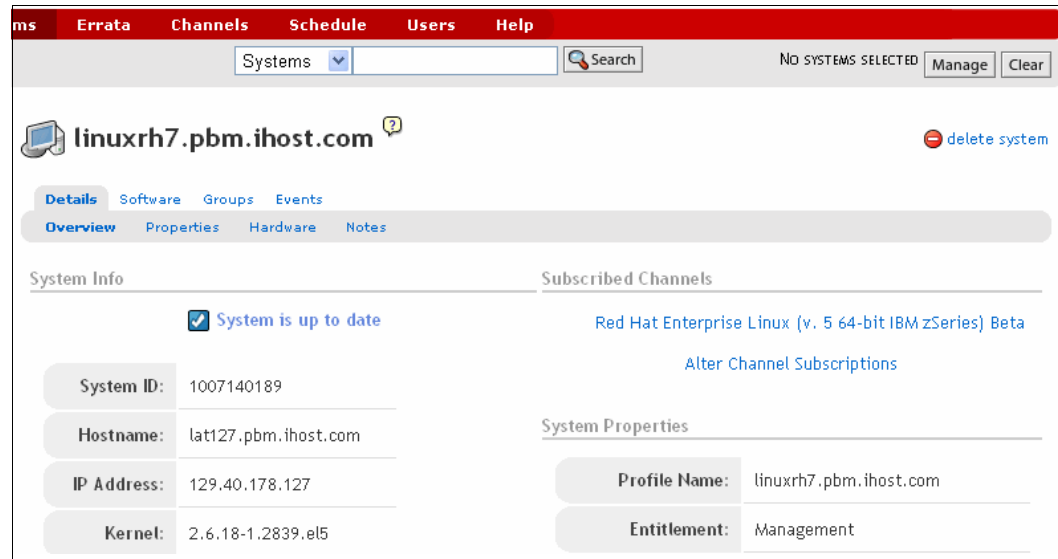 ms Errata Channels Schedule Users Help
Systems Search NO SYSTEMS SELECTED Manage Clear
linuxrh7.pbm.ihost.com ? delete system
Details Software Groups Events
Overview Properties Hardware Notes
System Info
System is up to date
System ID: 1007140189
Hostname: lat127.pbm.ihost.com
IP Address: 129.40.178.127
Kernel: 2.6.18-1.2839.el5
Subscribed Channels
Red Hat Enterprise Linux (v. 5 64-bit IBM zSeries) Beta
Alter Channel Subscriptions
System Properties
Profile Name: linuxrh7.pbm.ihost.com
Entitlement: Management